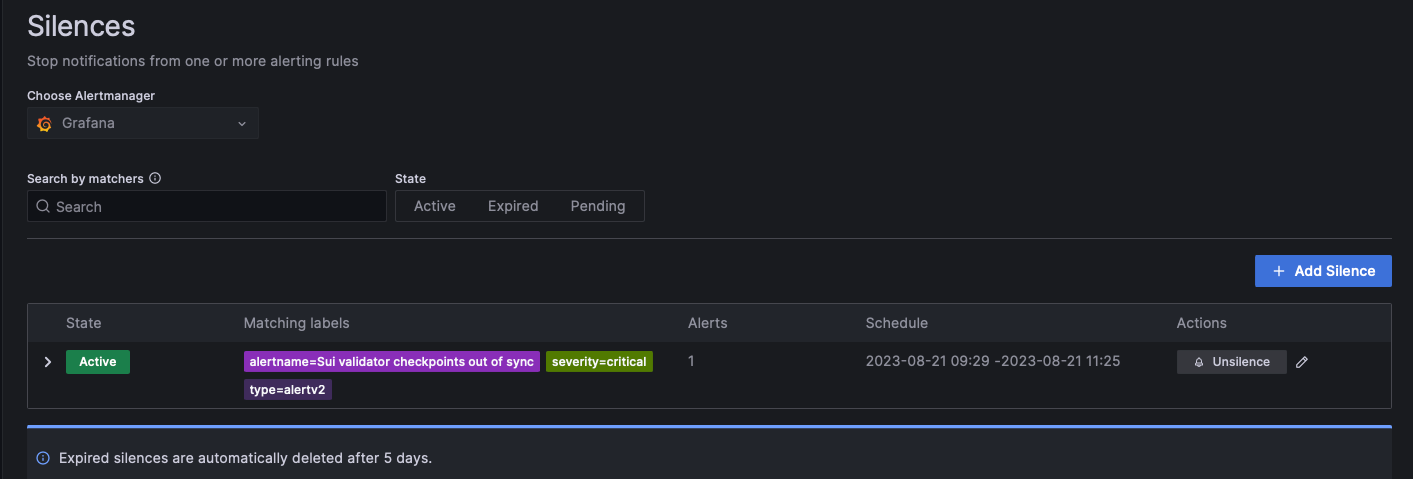 Silences
Stop notifications from one or more alerting rules
Choose Alertmanager
Grafana
Search by matchers State
Search Active Expired Pending
+ Add Silence
State Matching labels Alerts Schedule Actions
Active alertname=Sui validator checkpoints out of sync severity=critical 1 2023-08-21 09:29 -2023-08-21 11:25 Unsilence
type=alertv2
Expired silences are automatically deleted after 5 days.